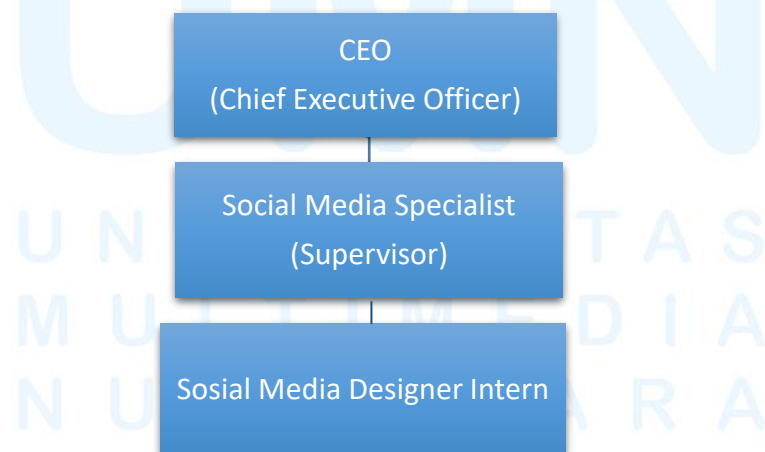 CEO
(Chief Executive Officer)
Social Media Specialist
(Supervisor)
Sosial Media Designer Intern